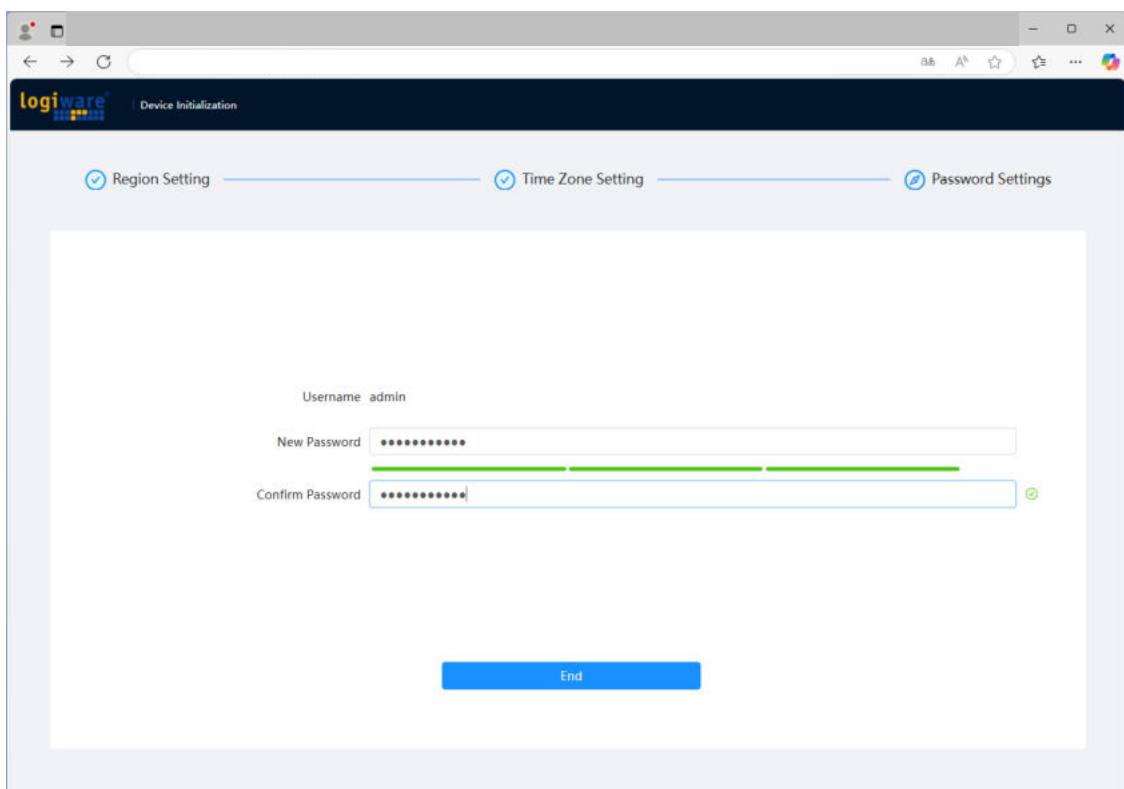 logiware Device Initialization
Region Setting Time Zone Setting Password Settings
Username admin
New Password •••••••••••
Confirm Password •••••••••••
End